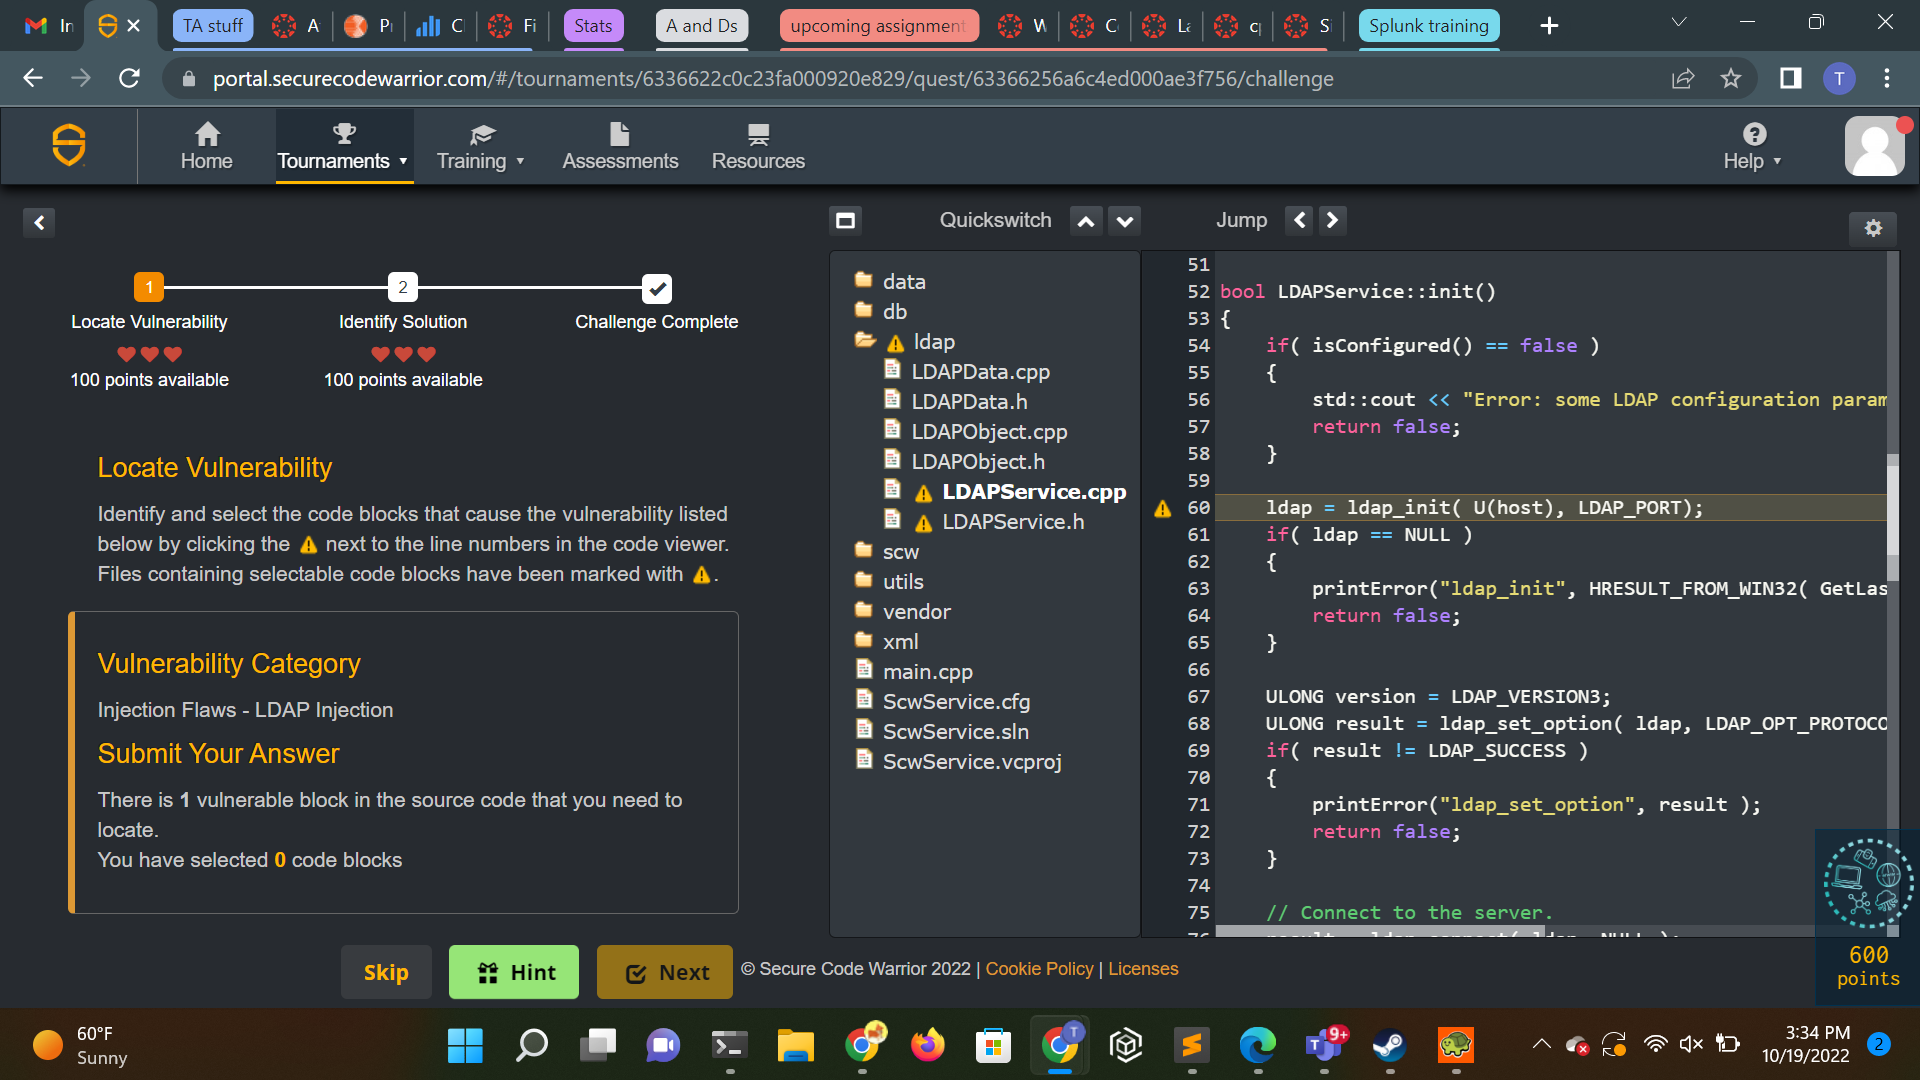 In
TA stuff
A
Pr
Cl
Fi
Stats
A and Ds
upcoming assignment
W
Co
La
cp
Si
Splunk training
portal.securecodewarrior.com/#/tournaments/6336622c0c23fa000920e829/quest/63366256a6c4ed000ae3f756/challenge
T
Home
Tournaments
Training
Assessments
Resources
Help
Quickswitch
Jump
1
2
Locate Vulnerability
Identify Solution
Challenge Complete
100 points available
100 points available
Locate Vulnerability
Identify and select the code blocks that cause the vulnerability listed
below by clicking the next to the line numbers in the code viewer.
Files containing selectable code blocks have been marked with .
Vulnerability Category
Injection Flaws - LDAP Injection
Submit Your Answer
There is 1 vulnerable block in the source code that you need to
locate.
You have selected 0 code blocks
data
db
ldap
LDAPData.cpp
LDAPData.h
LDAPObject.cpp
LDAPObject.h
LDAPService.cpp
LDAPService.h
scw
utils
vendor
xml
main.cpp
ScwService.cfg
ScwService.sln
ScwService.vcproj
51
52 bool LDAPService::init()
53 {
54 if( isConfigured() == false )
55 {
56 std::cout << "Error: some LDAP configuration param
57 return false;
58 }
59
60 ldap = ldap_init( U(host), LDAP_PORT);
61 if( ldap == NULL )
62 {
63 printError("ldap_init", HRESULT_FROM_WIN32( GetLas
64 return false;
65 }
66
67 ULONG version = LDAP_VERSION3;
68 ULONG result = ldap_set_option( ldap, LDAP_OPT_PROTOCO
69 if( result != LDAP_SUCCESS )
70 {
71 printError("ldap_set_option", result );
72 return false;
73 }
74
75 // Connect to the server.
600
points
Skip
Hint
Next
© Secure Code Warrior 2022 | Cookie Policy | Licenses
60°F
Sunny
T
9+
3:34 PM
10/19/2022
2